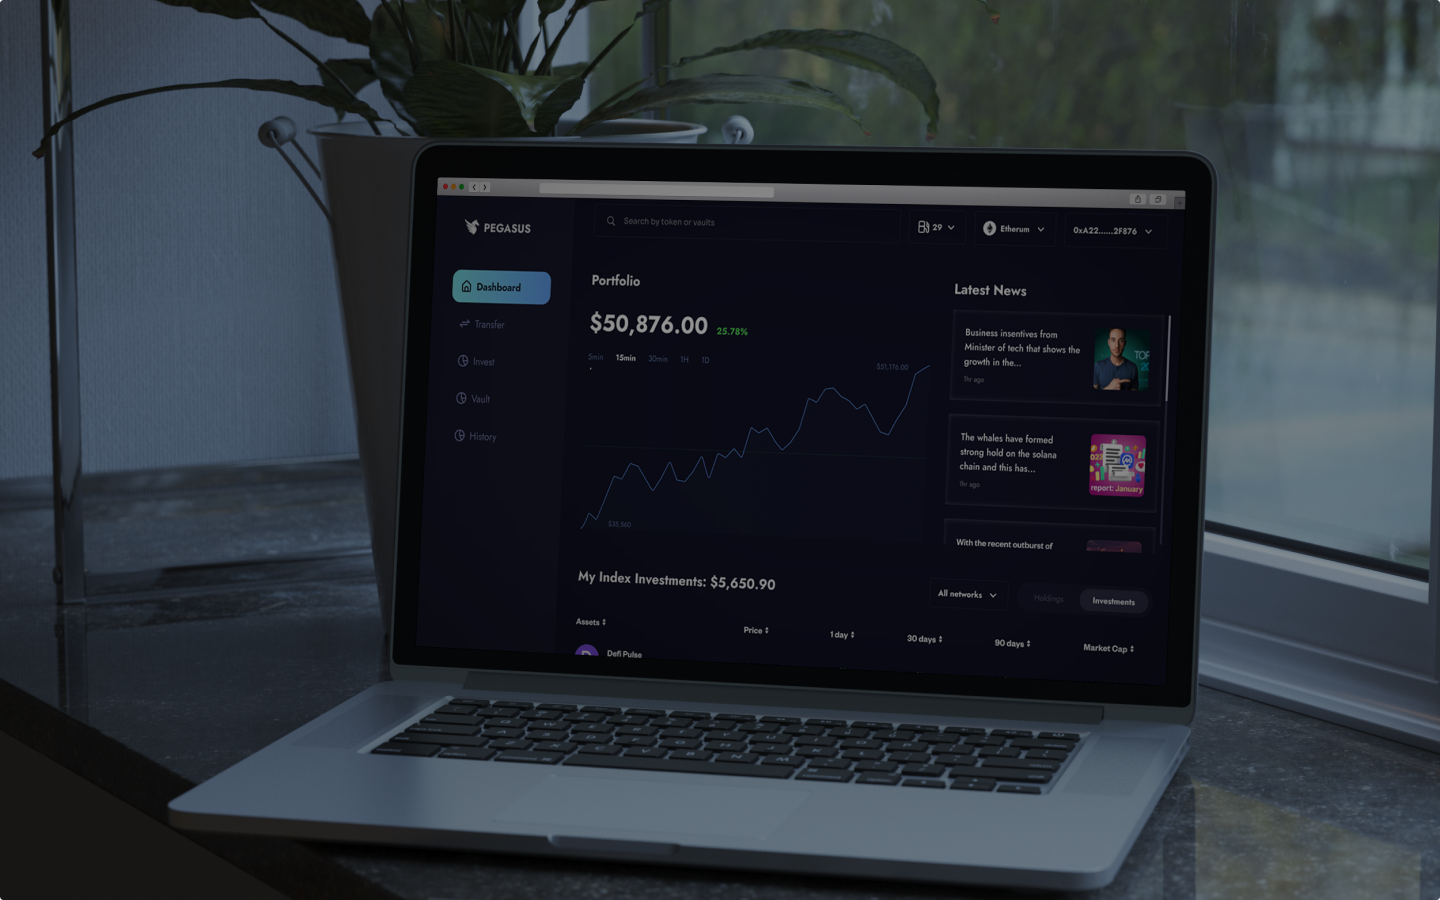 PEGASUS
Search by token or vaults
29
Etherum
0xA22......2F876
Dashboard
Transfer
Invest
Vault
History
Portfolio
$50,876.00 25.78%
5min 15min 30min 1H 1D
$51,176.00
$35,560
Latest News
Business insentives from
Minister of tech that shows the
growth in the...
1hr ago
TOP
The whales have formed
strong hold on the solana
chain and this has...
1hr ago
report: January
With the recent outburst of
My Index Investments: $5,650.90
All networks
Holdings
Investments
Assets
Price
1 day
30 days
90 days
Market Cap
Defi Pulse